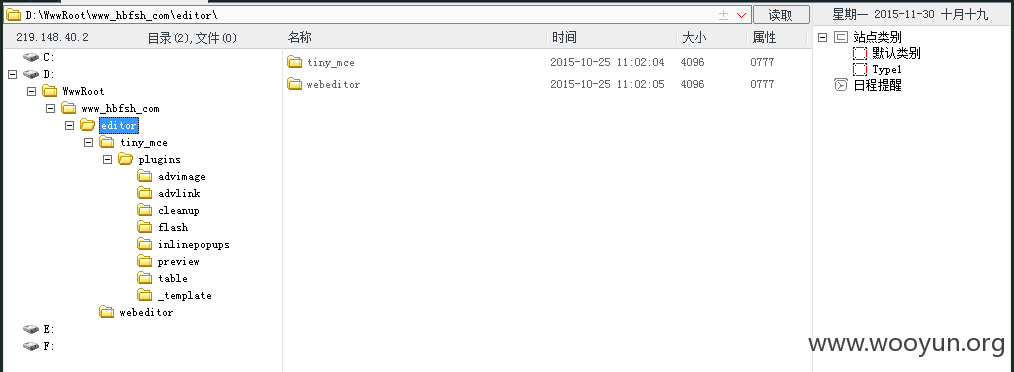 D:\WwwRoot\www_hbfsh_com\editor\ 读取 星期一 2015-11-30 十月十九
219.148.40.2 目录(2),文件(0) 名称 时间 大小 属性
站点类别
默认类别
Type1
日程提醒
C:
D:
WwwRoot
www_hbfsh_com
editor
tiny_mce
plugins
advimage
advlink
cleanup
flash
inlinepopups
preview
table
_template
webeditor
E:
F:
tiny_mce 2015-10-25 11:02:04 4096 0777
webeditor 2015-10-25 11:02:05 4096 0777
www.wooyun.org